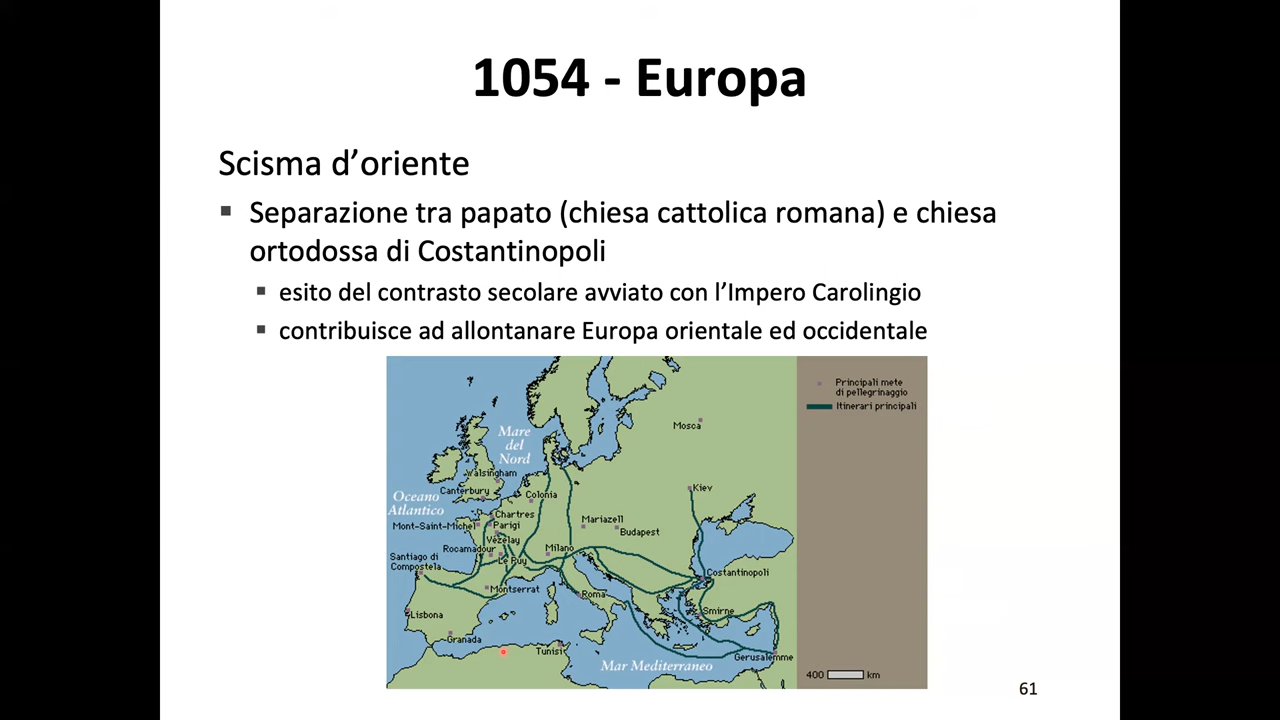 1054 - Europa
Scisma d’oriente
▪ Separazione tra papato (chiesa cattolica romana) e chiesa
ortodossa di Costantinopoli
▪ esito del contrasto secolare avviato con l’Impero Carolingio
▪ contribuisce ad allontanare Europa orientale ed occidentale
Principali mete
di pellegrinaggio
Itinerari principali
Mosca
Mare
del
Nord
Walsingham
Canterbury
Colonia
Kiev
Oceano
Atlantico
Chartres
Mont-Saint-Michel
Parigi
Mariazell
Budapest
Vézelay
Rocamadour
Milano
Santiago di
Compostela
Le Puy
Costantinopoli
Montserrat
Roma
Lisbona
Smirne
Granada
Tunisi
Mar Mediterraneo
Gerusalemme
400 km
61